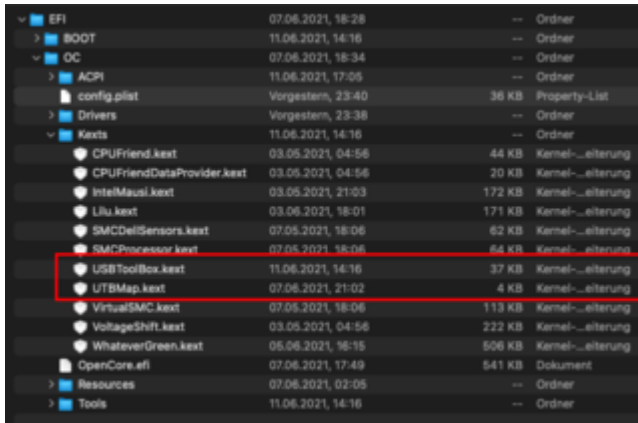 EFI 07.06.2021, 18:28 -- Ordner
BOOT 11.06.2021, 14:16 -- Ordner
OC 07.06.2021, 18:34 -- Ordner
ACPI 11.06.2021, 17:05 -- Ordner
config.plist Vorgestern, 23:40 36 KB Property-List
Drivers Vorgestern, 23:38 -- Ordner
Kexts 11.06.2021, 14:16 -- Ordner
CPUFriend.kext 03.05.2021, 04:56 44 KB Kernel-...eiterung
CPUFriendDataProvider.kext 03.05.2021, 04:56 20 KB Kernel-...eiterung
IntelMausi.kext 03.05.2021, 21:03 172 KB Kernel-...eiterung
Lilu.kext 03.06.2021, 18:01 171 KB Kernel-...eiterung
SMCDellSensors.kext 07.05.2021, 18:06 62 KB Kernel-...eiterung
SMCProcessor.kext 07.05.2021, 18:06 64 KB Kernel-...eiterung
USBToolBox.kext 11.06.2021, 14:16 37 KB Kernel-...eiterung
UTBMap.kext 07.06.2021, 21:02 4 KB Kernel-...eiterung
VirtualSMC.kext 07.05.2021, 18:06 113 KB Kernel-...eiterung
VoltageShift.kext 03.05.2021, 04:56 222 KB Kernel-...eiterung
WhateverGreen.kext 05.06.2021, 16:15 506 KB Kernel-...eiterung
OpenCore.efi 07.06.2021, 17:49 541 KB Dokument
Resources 07.06.2021, 02:05 -- Ordner
Tools 11.06.2021, 14:16 -- Ordner